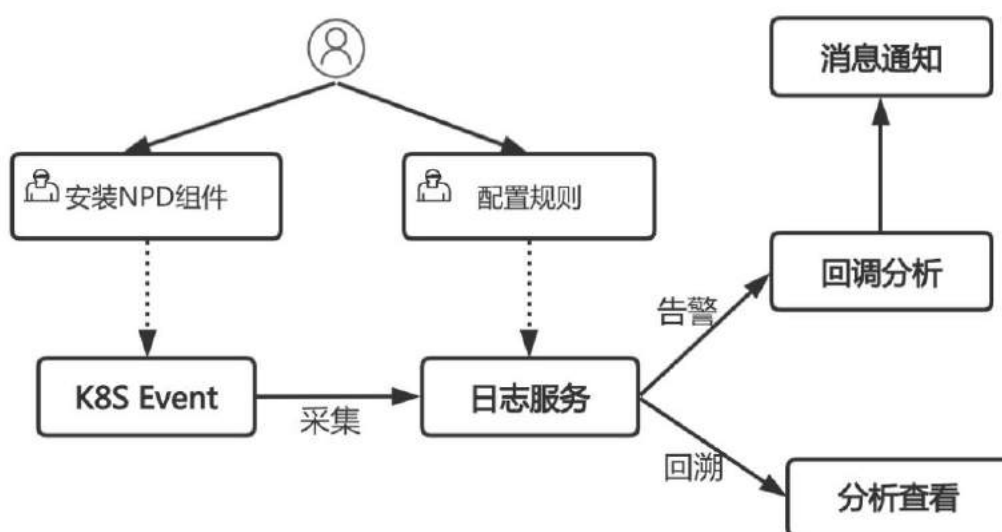 消息通知
安装NPD组件
配置规则
回调分析
告警
K8S Event
采集
日志服务
回溯
分析查看